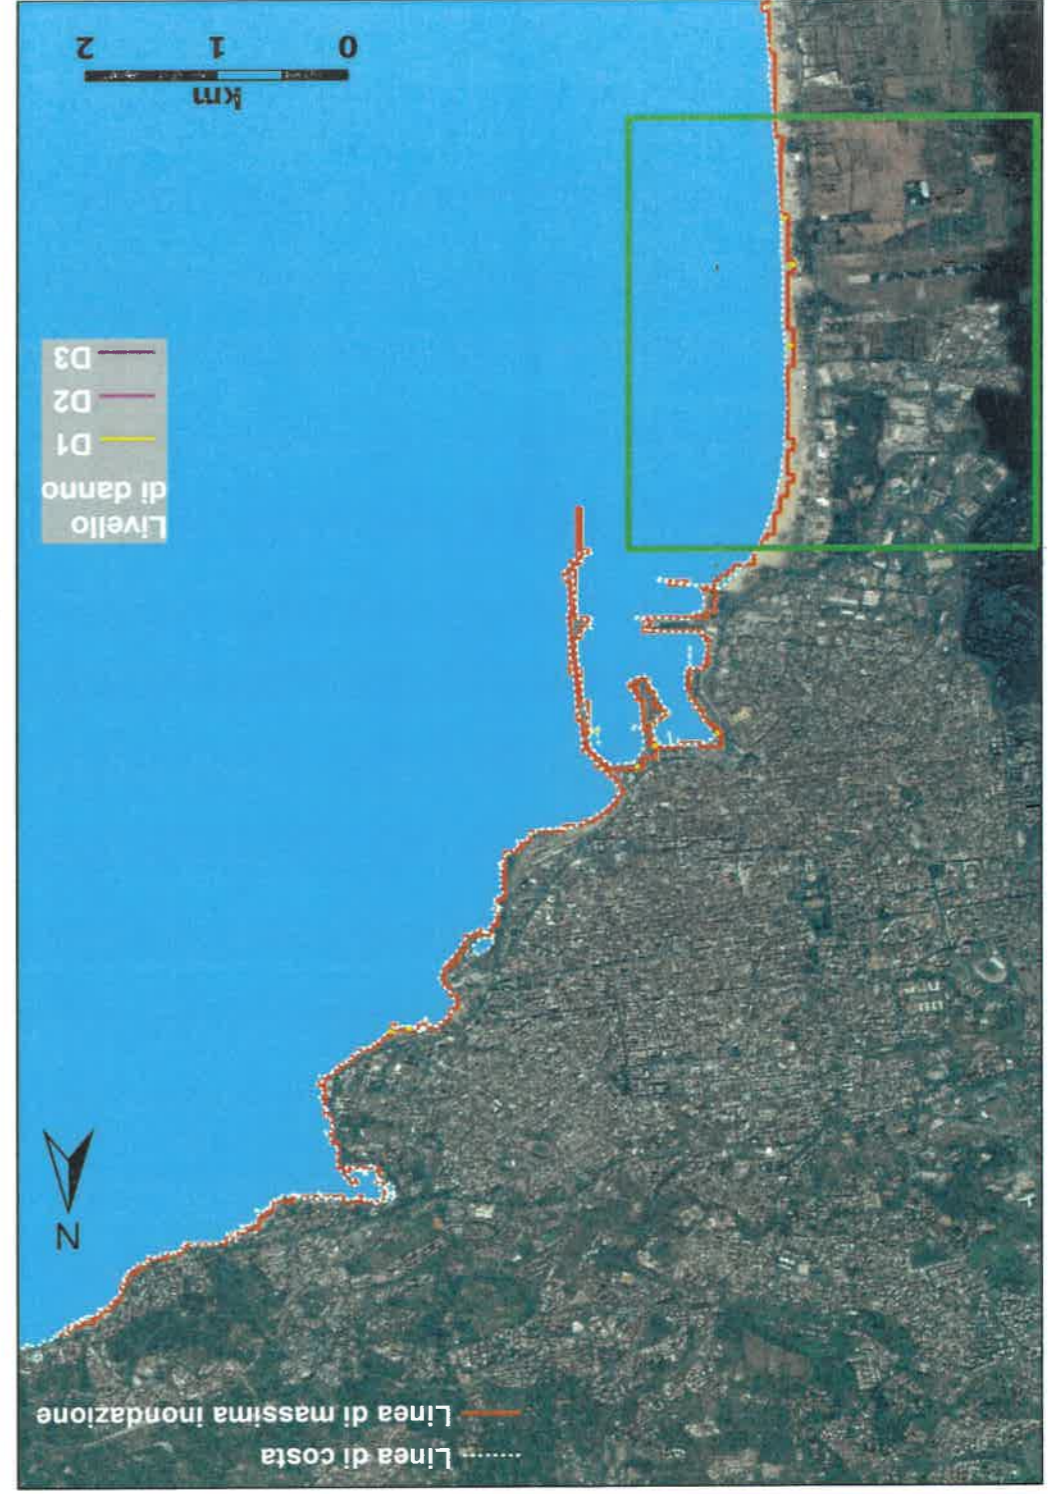 Linea di costa
Linea di massima inondazione
N
Livello
di danno
D1
D2
D3
km
0 1 2